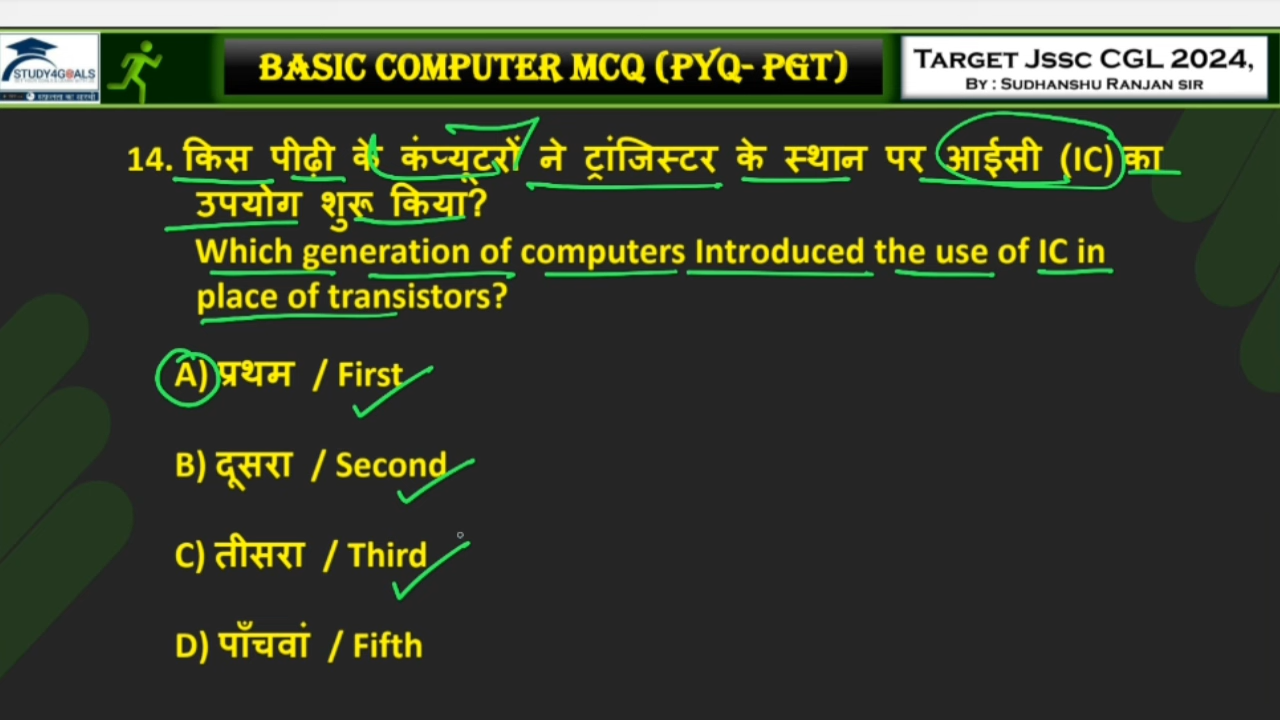 STUDY4GOALS
BASIC COMPUTER MCQ (PYQ- PGT)
TARGET JSSC CGL 2024,
BY : SUDHANSHU RANJAN SIR
14. किस पीढ़ी के कंप्यूटरों ने ट्रांजिस्टर के स्थान पर आईसी (IC) का
उपयोग शुरू किया?
Which generation of computers Introduced the use of IC in
place of transistors?
A) प्रथम / First
B) दूसरा / Second
C) तीसरा / Third
D) पाँचवां / Fifth